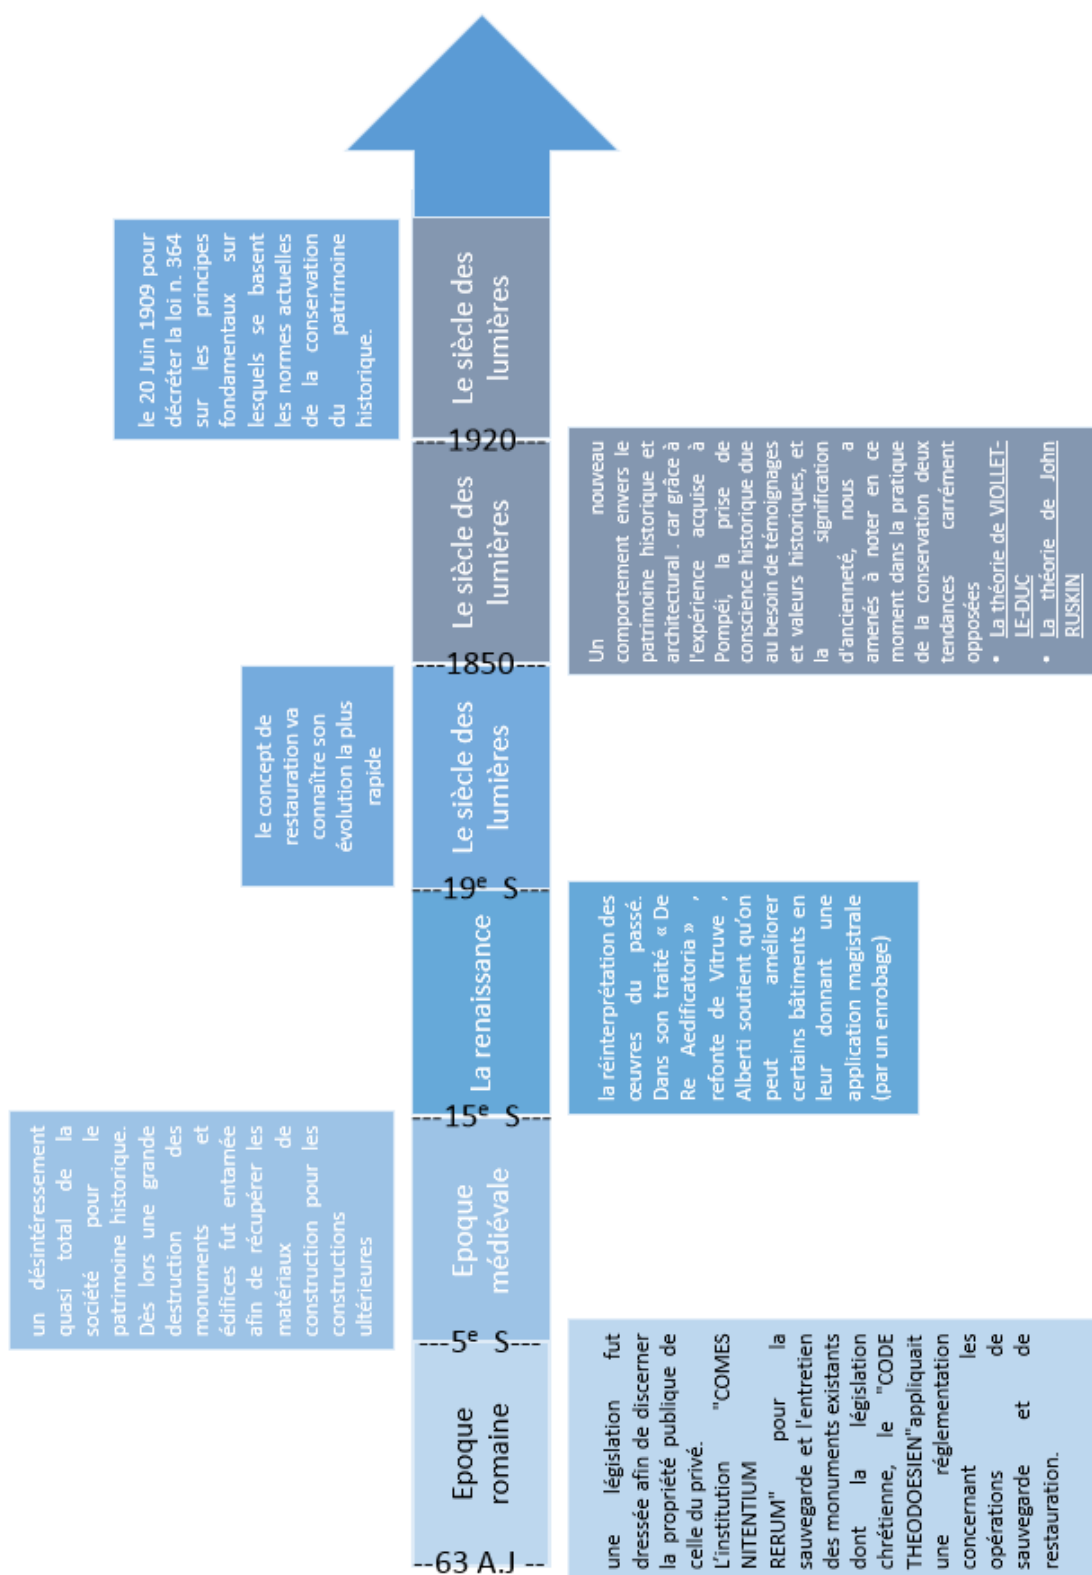 un désintéressement
quasi total de la
société pour le
patrimoine historique.
Dès lors une grande
destruction des
monuments et
édifices fut entamée
afin de récupérer les
matériaux de
construction pour les
constructions
ultérieures
le concept de
restauration va
connaître son
évolution la plus
rapide
le 20 Juin 1909 pour
décréter la loi n. 364
sur les principes
fondamentaux sur
lesquels se basent
les normes actuelles
de la conservation
du patrimoine
historique.
--63 A.J
Epoque
romaine
---5e S---
Epoque
médiévale
---15e S---
La renaissance
---19e S---
Le siècle des
lumières
---1850---
Le siècle des
lumières
---1920---
Le siècle des
lumières
une législation fut
dressée afin de discerner
la propriété publique de
celle du privé.
L'institution "COMES
NITENTIUM
RERUM" pour la
sauvegarde et l'entretien
des monuments existants
dont la législation
chrétienne, le "CODE
THEODOESIEN"appliquait
une réglementation
concernant les
opérations de
sauvegarde et de
restauration.
la réinterprétation des
œuvres du passé.
Dans son traité « De
Re Aedificatoria » ,
refonte de Vitruve ,
Alberti soutient qu'on
peut améliorer
certains bâtiments en
leur donnant une
application magistrale
(par un enrobage)
Un nouveau
comportement envers le
patrimoine historique et
architectural . car grâce à
l'expérience acquise à
Pompéi, la prise de
conscience historique due
au besoin de témoignages
et valeurs historiques, et
la signification
d'ancienneté, nous a
amenés à noter en ce
moment dans la pratique
de la conservation deux
tendances carrément
opposées
• La théorie de VIOLLET-
LE-DUC
• La théorie de John
RUSKIN